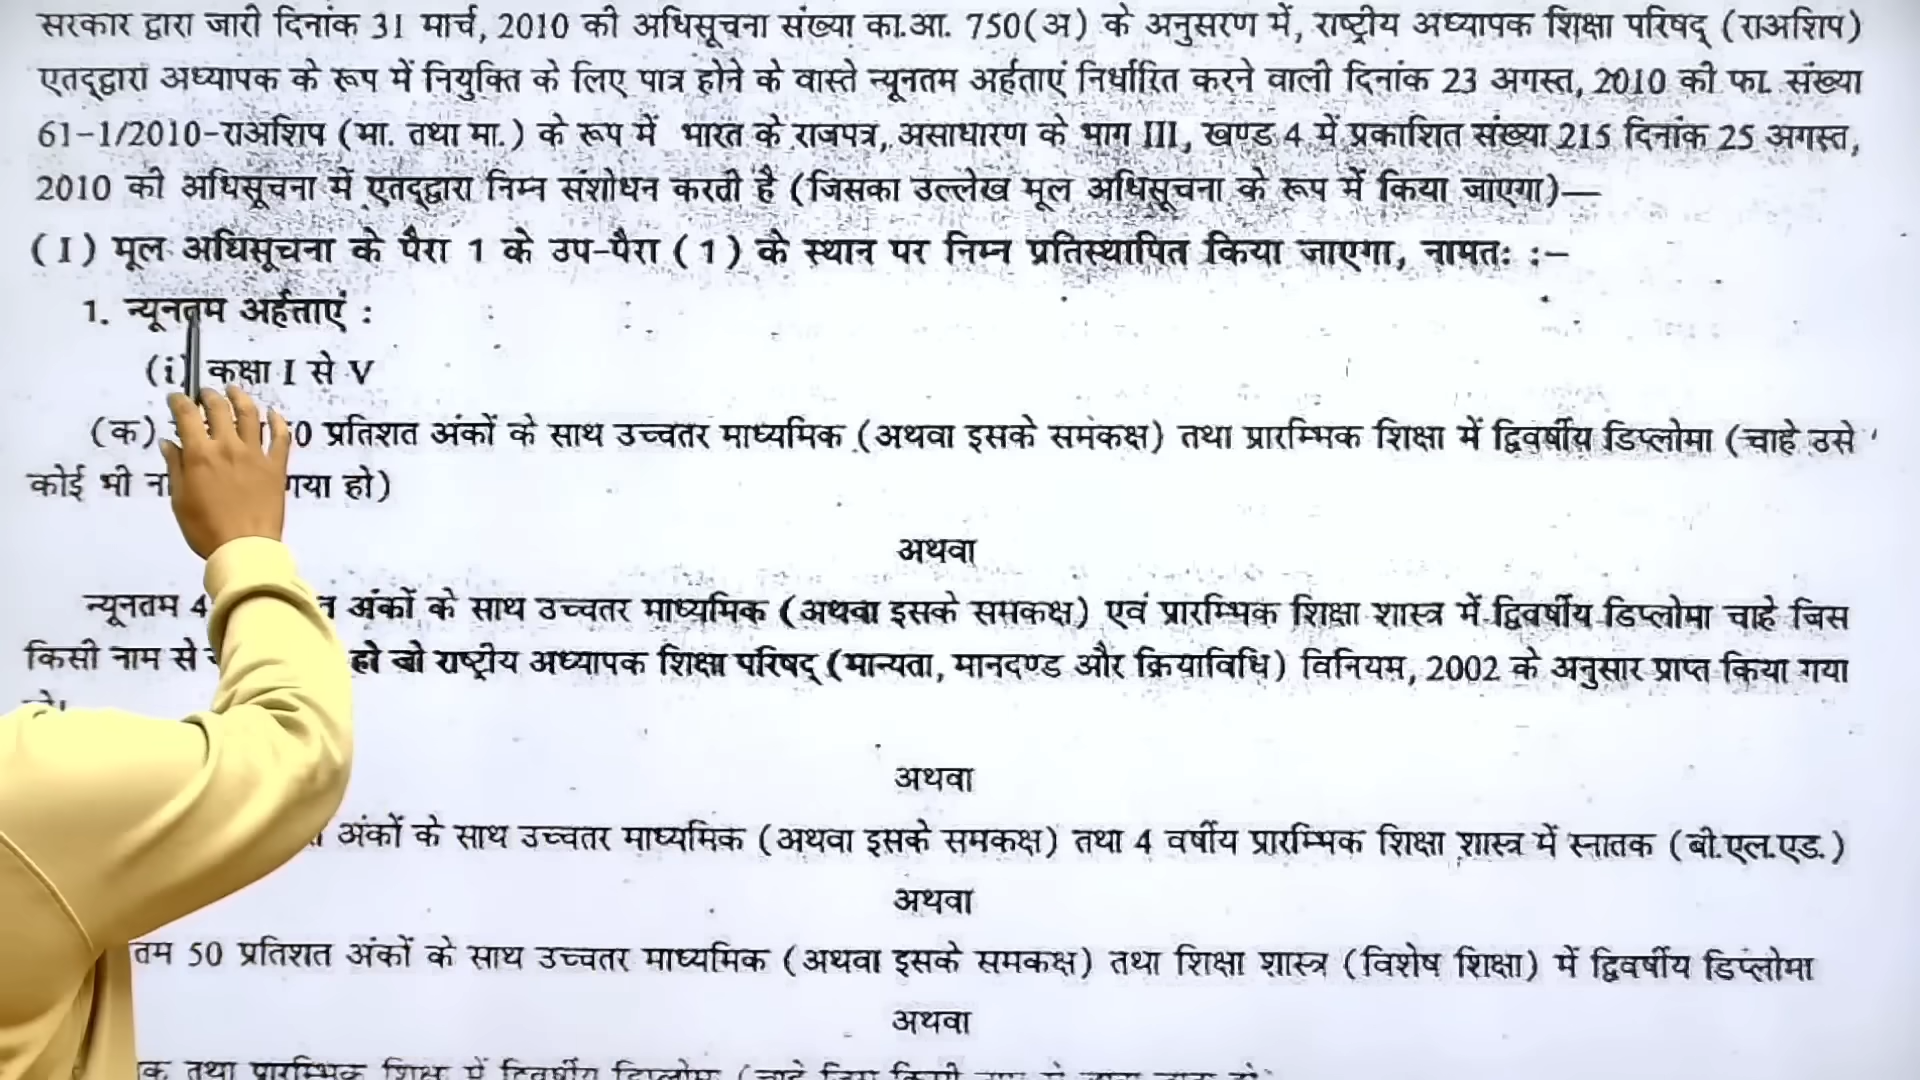 सरकार द्वारा जारी दिनांक 31 मार्च, 2010 की अधिसूचना संख्या का.आ. 750(अ) के अनुसरण में, राष्ट्रीय अध्यापक शिक्षा परिषद् (राअशिप)
एतद्द्वारा अध्यापक के रूप में नियुक्ति के लिए पात्र होने के वास्ते न्यूनतम अर्हताएं निर्धारित करने वाली दिनांक 23 अगस्त, 2010 की फा. संख्या
61-1/2010-राअशिप (मा. तथा मा.) के रूप में भारत के राजपत्र, असाधारण के भाग III, खण्ड 4 में प्रकाशित संख्या 215 दिनांक 25 अगस्त,
2010 की अधिसूचना में एतद्द्वारा निम्न संशोधन करती है (जिसका उल्लेख मूल अधिसूचना के रूप में किया जाएगा)—
(I) मूल अधिसूचना के पैरा 1 के उप-पैरा (1) के स्थान पर निम्न प्रतिस्थापित किया जाएगा, नामतः :-
1. न्यूनतम अर्हताएं :
(i) कक्षा I से V
(क) प्रतिशत अंकों के साथ उच्चतर माध्यमिक (अथवा इसके समकक्ष) तथा प्रारम्भिक शिक्षा में द्विवर्षीय डिप्लोमा (चाहे उसे
कोई भी गया हो)
अथवा
न्यूनतम अंकों के साथ उच्चतर माध्यमिक (अथवा इसके समकक्ष) एवं प्रारम्भिक शिक्षा शास्त्र में द्विवर्षीय डिप्लोमा चाहे जिस
किसी नाम से हो जो राष्ट्रीय अध्यापक शिक्षा परिषद् (मान्यता, मानदण्ड और क्रियाविधि) विनियम, 2002 के अनुसार प्राप्त किया गया
अथवा
अंकों के साथ उच्चतर माध्यमिक (अथवा इसके समकक्ष) तथा 4 वर्षीय प्रारम्भिक शिक्षा शास्त्र में स्नातक (बी.एल.एड.)
अथवा
तम 50 प्रतिशत अंकों के साथ उच्चतर माध्यमिक (अथवा इसके समकक्ष) तथा शिक्षा शास्त्र (विशेष शिक्षा) में द्विवर्षीय डिप्लोमा
अथवा